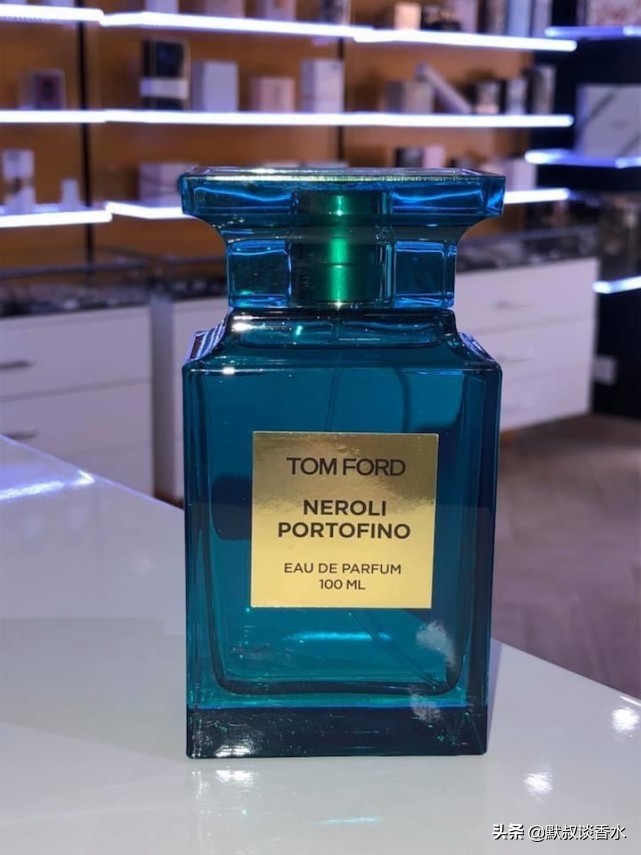 TOM FORD
NEROLI
PORTOFINO
EAU DE PARFUM
100 ML
头条 @默叔谈香水